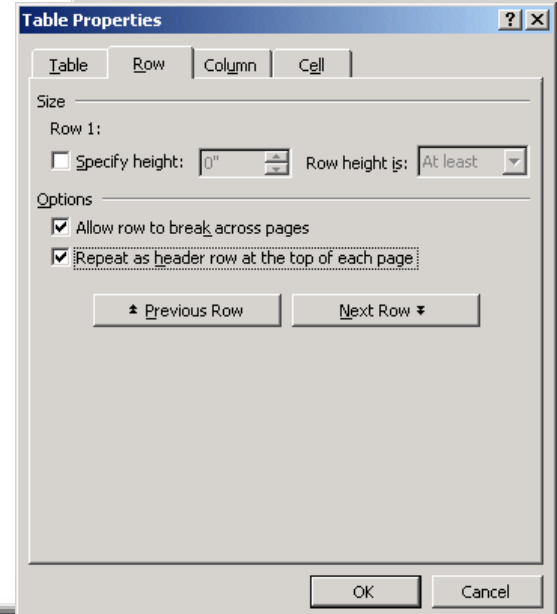 Table Properties ? X
Table Row Column Cell
Size
Row 1:
Specify height: 0" Row height is: At least
Options
Allow row to break across pages
Repeat as header row at the top of each page
Previous Row Next Row
OK Cancel